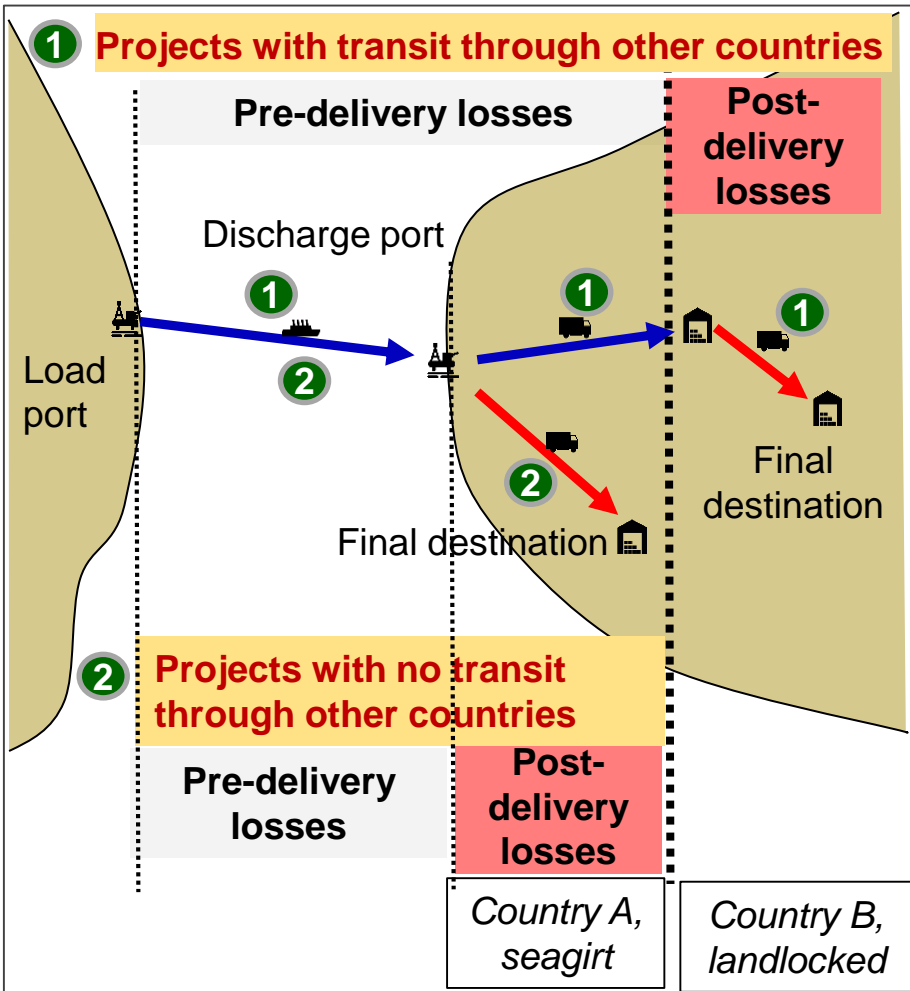 1 Projects with transit through other countries
Pre-delivery losses
Post-
delivery
losses
Discharge port
1
1
1
2
Load
port
2
Final
destination
Final destination
2
Projects with no transit
through other countries
Pre-delivery
losses
Post-
delivery
losses
Country A,
seagirt
Country B,
landlocked